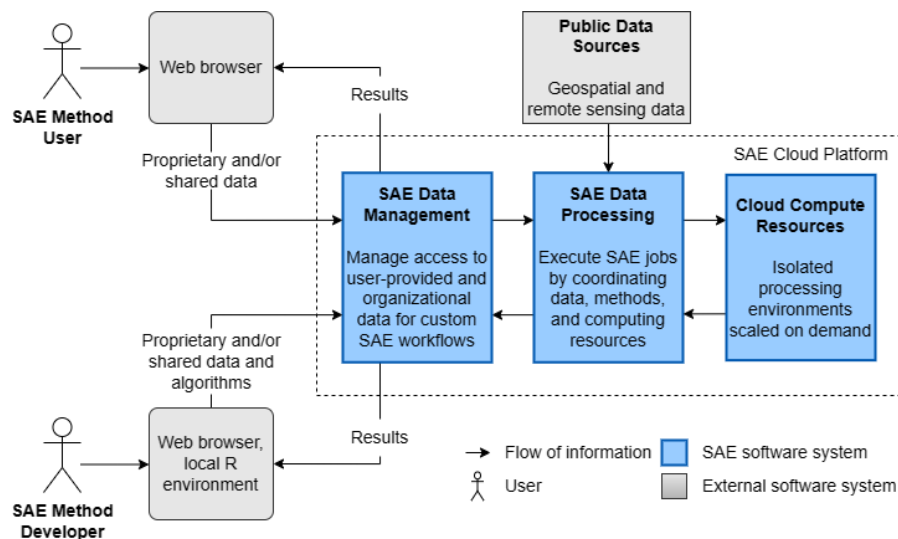 SAE Method
User
Web browser
Results
Proprietary and/or
shared data
Public Data
Sources
Geospatial and
remote sensing data
SAE Cloud Platform
SAE Data
Management
Manage access to
user-provided and
organizational
data for custom
SAE workflows
SAE Data
Processing
Execute SAE jobs
by coordinating
data, methods,
and computing
resources
Cloud Compute
Resources
Isolated
processing
environments
scaled on demand
Proprietary and/or
shared data and
algorithms
Results
Web browser,
local R
environment
SAE Method
Developer
Flow of information
User
SAE software system
External software system